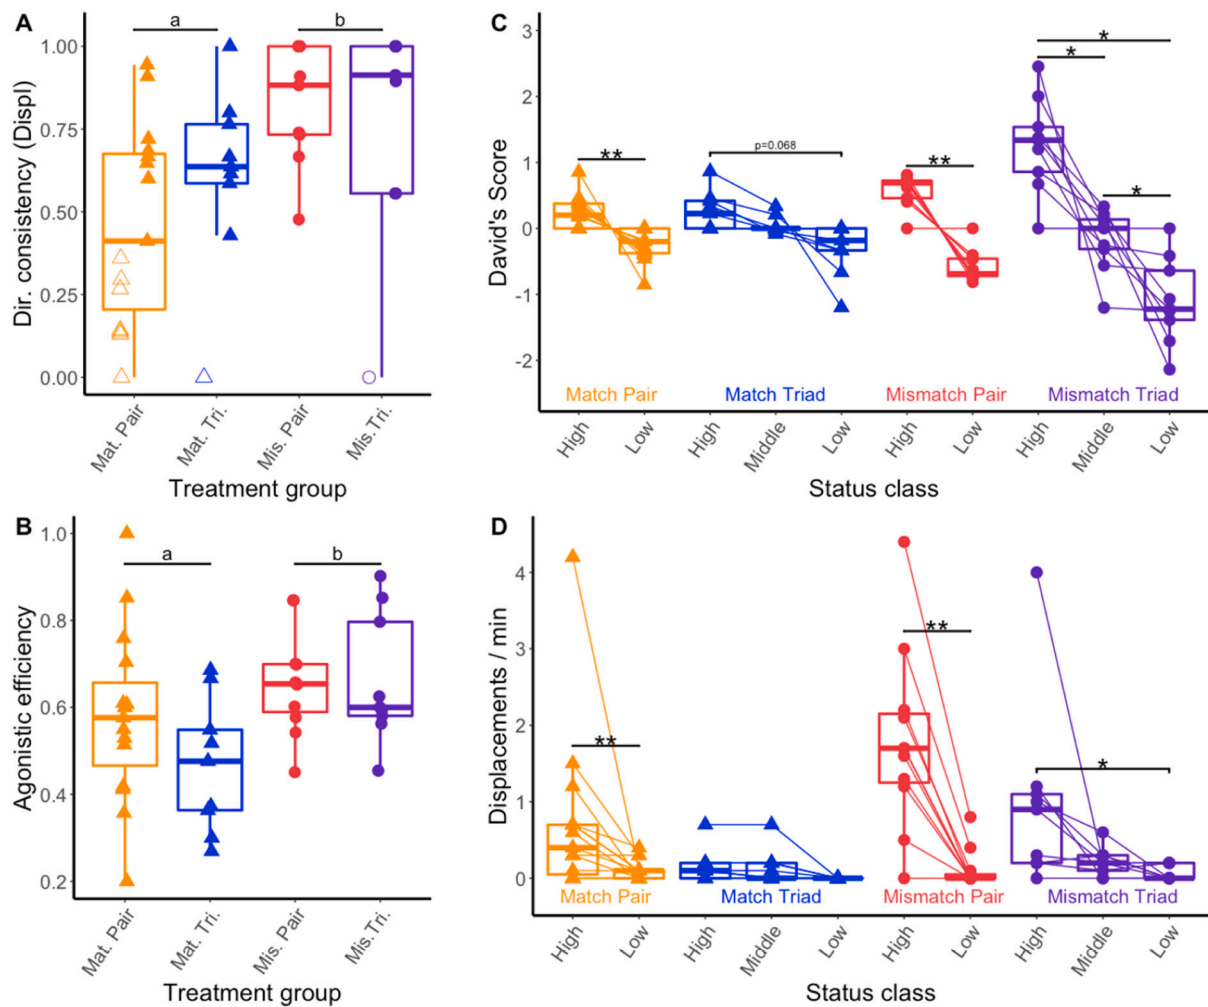 A
a
b
Dir. consistency (Displ)
1.00
0.75
0.50
0.25
0.00
Mat. Pair
Mat. Tri.
Mis. Pair
Mis.Tri.
Treatment group
B
a
b
Agonistic efficiency
1.0
0.8
0.6
0.4
0.2
Mat. Pair
Mat. Tri.
Mis. Pair
Mis.Tri.
Treatment group
C
David's Score
3
2
1
0
-1
-2
**
p=0.068
**
*
*
*
Match Pair
Match Triad
Mismatch Pair
Mismatch Triad
High
Low
High
Middle
Low
High
Low
High
Middle
Low
Status class
D
Displacements / min
4
3
2
1
0
**
**
*
Match Pair
Match Triad
Mismatch Pair
Mismatch Triad
High
Low
High
Middle
Low
High
Low
High
Middle
Low
Status class